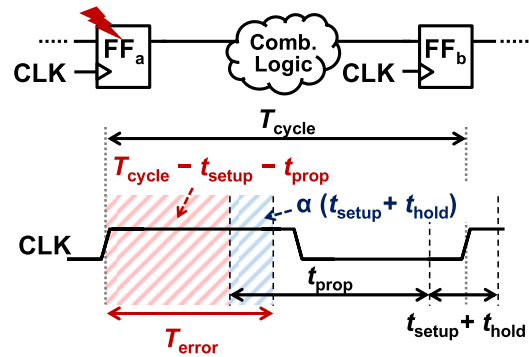 FFa
Comb.
Logic
FFb
CLK
CLK
Tcycle
Tcycle − tsetup − tprop
α (tsetup + thold)
CLK
tprop
tsetup + thold
Terror